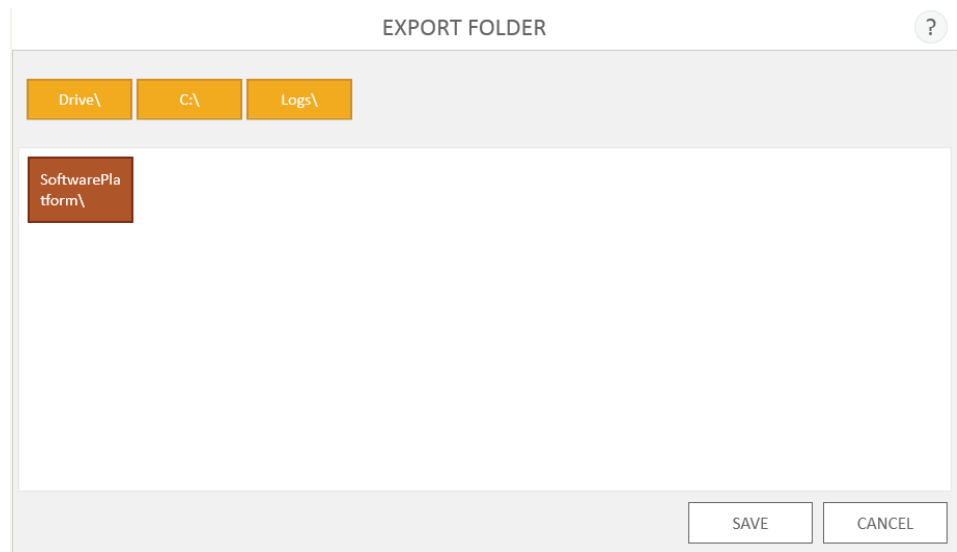 EXPORT FOLDER
?
Drive\
C:\
Logs\
SoftwarePla
tform\
SAVE
CANCEL